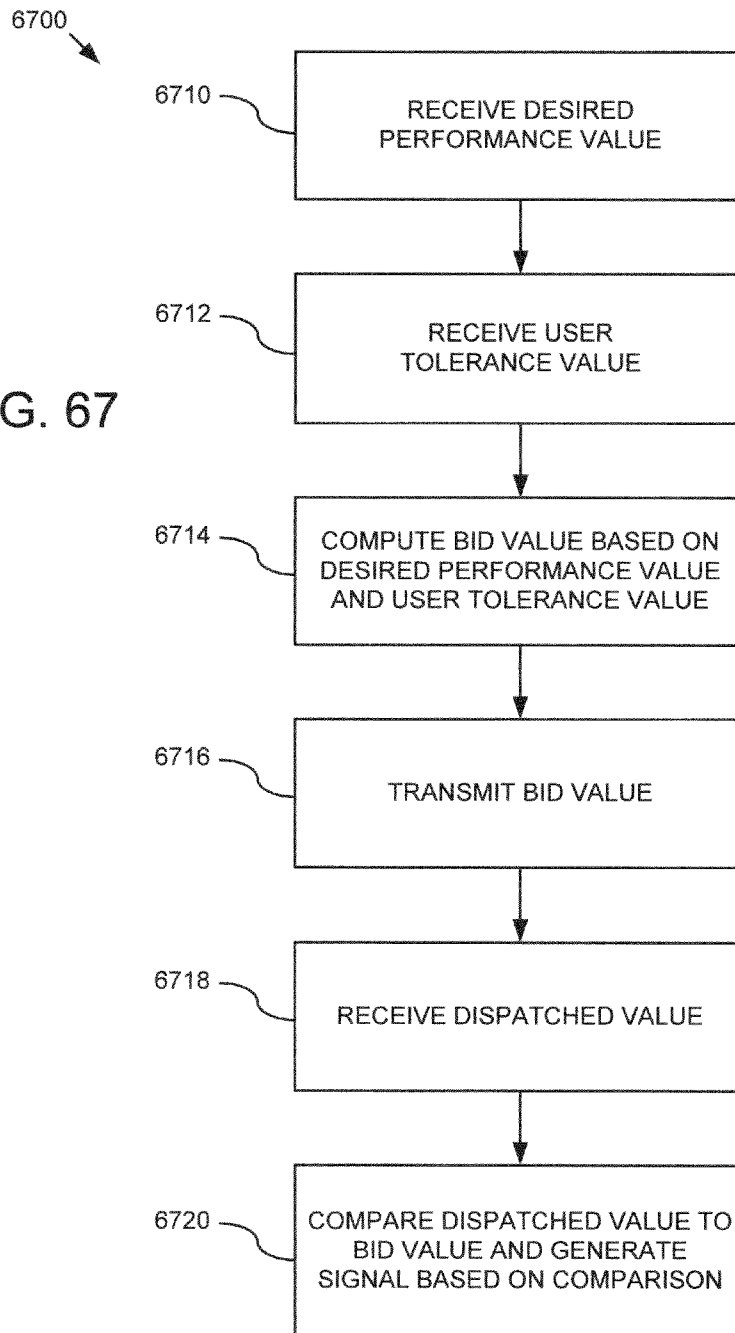 6700
6710
RECEIVE DESIRED
PERFORMANCE VALUE
6712
RECEIVE USER
TOLERANCE VALUE
G. 67
6714
COMPUTE BID VALUE BASED ON
DESIRED PERFORMANCE VALUE
AND USER TOLERANCE VALUE
6716
TRANSMIT BID VALUE
6718
RECEIVE DISPATCHED VALUE
6720
COMPARE DISPATCHED VALUE TO
BID VALUE AND GENERATE
SIGNAL BASED ON COMPARISON